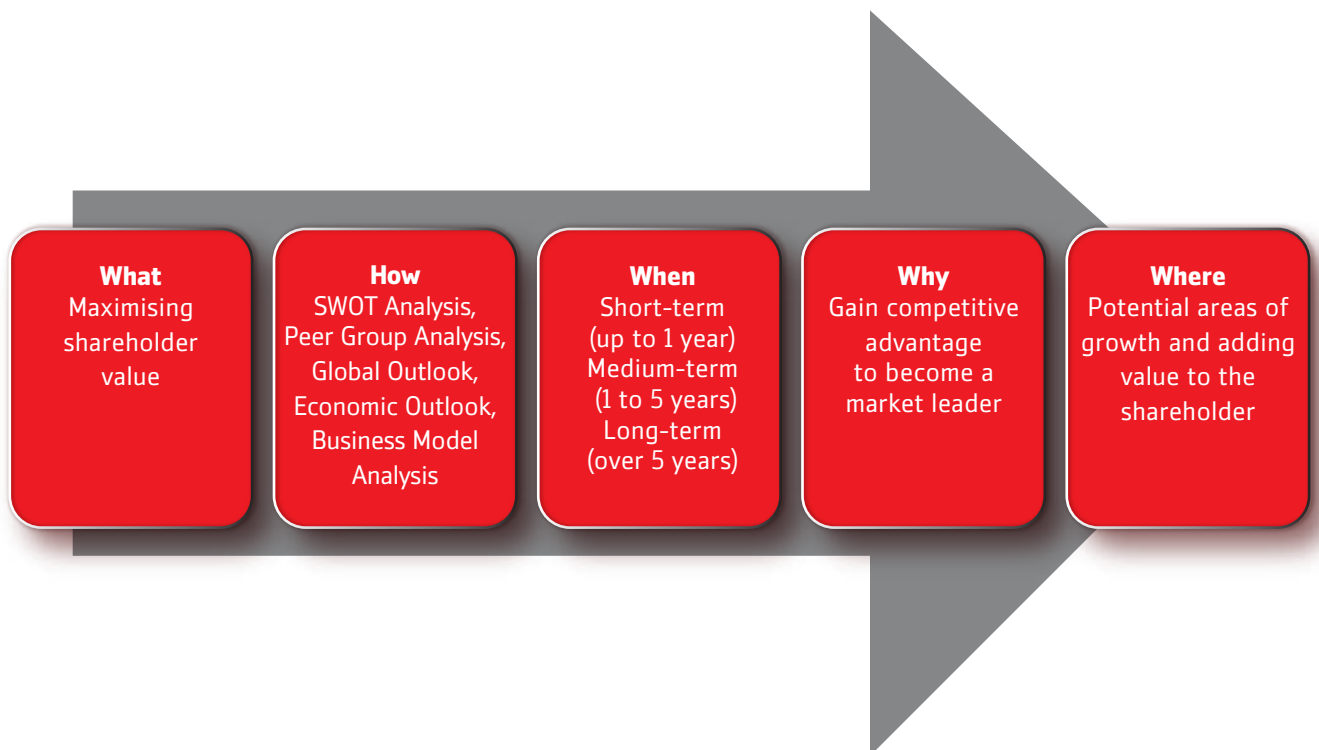 What
Maximising
shareholder
value
How
SWOT Analysis,
Peer Group Analysis,
Global Outlook,
Economic Outlook,
Business Model
Analysis
When
Short-term
(up to 1 year)
Medium-term
(1 to 5 years)
Long-term
(over 5 years)
Why
Gain competitive
advantage
to become a
market leader
Where
Potential areas of
growth and adding
value to the
shareholder